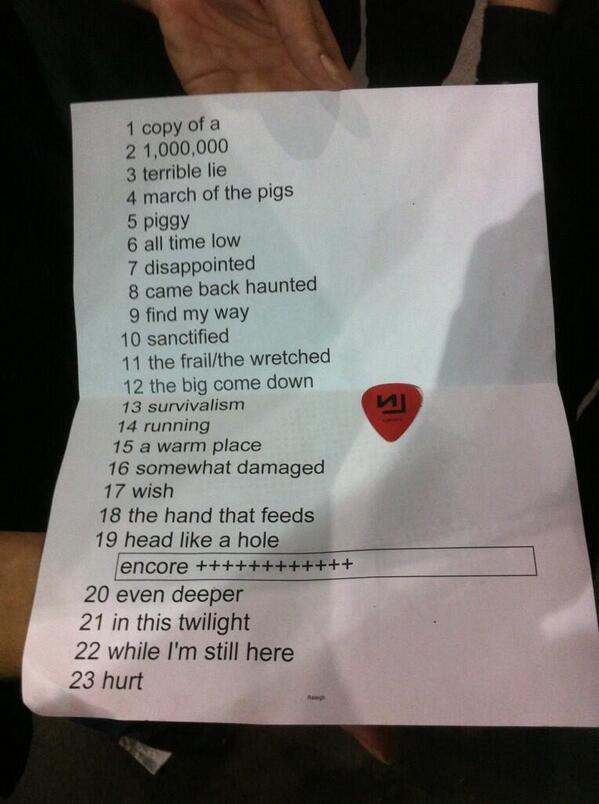 1 copy of a
2 1,000,000
3 terrible lie
4 march of the pigs
5 piggy
6 all time low
7 disappointed
8 came back haunted
9 find my way
10 sanctified
11 the frail/the wretched
12 the big come down
13 survivalism
14 running
15 a warm place
16 somewhat damaged
17 wish
18 the hand that feeds
19 head like a hole
encore ++++++++++++
20 even deeper
21 in this twilight
22 while I'm still here
23 hurt
Raleigh